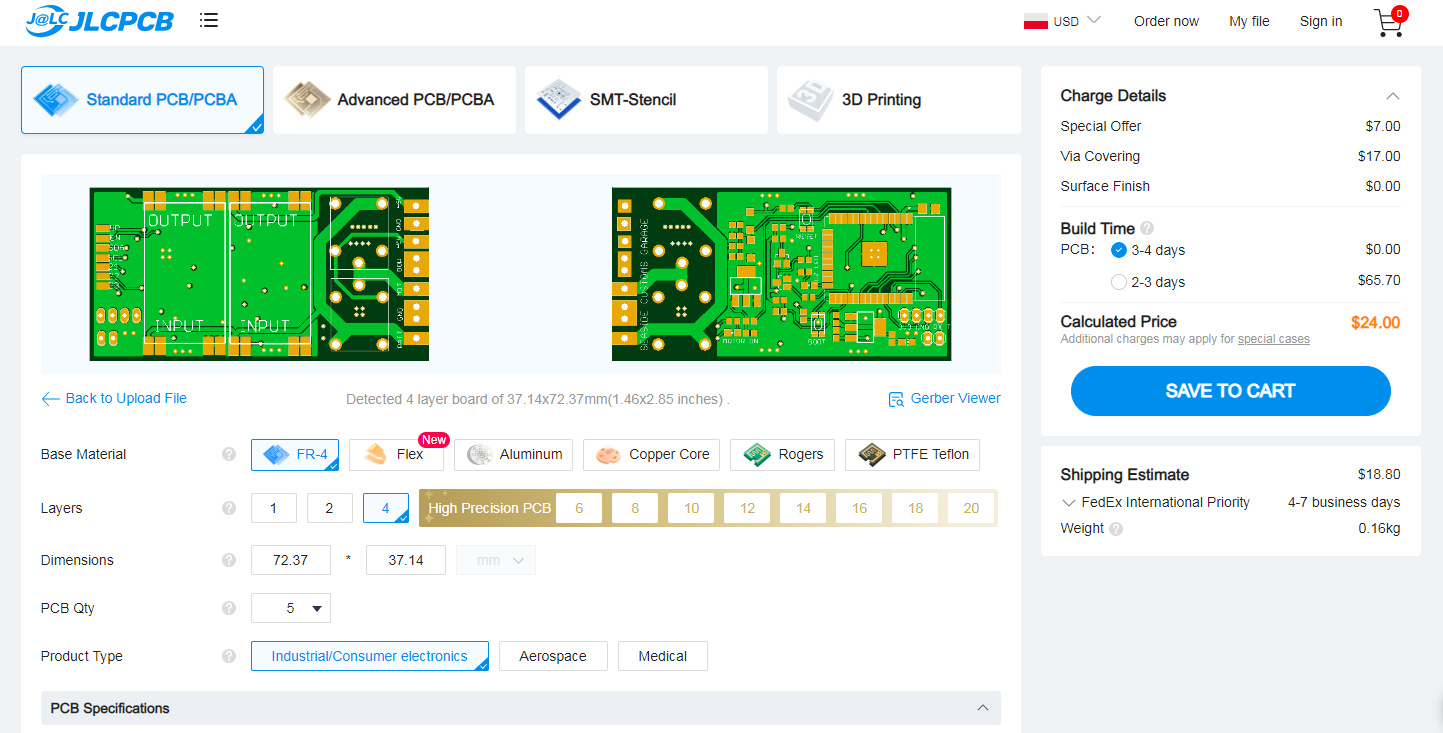 J@LC JLCPCB
USD
Order now
My file
Sign in
0
Standard PCB/PCBA
Advanced PCB/PCBA
SMT-Stencil
3D
3D Printing
OUTPUT
OUTPUT
INPUT
INPUT
RESET
MOTOR ON
BOOT
Back to Upload File
Detected 4 layer board of 37.14x72.37mm(1.46x2.85 inches) .
Gerber Viewer
Base Material
FR-4
Flex
New
Aluminum
Copper Core
Rogers
PTFE Teflon
Layers
1
2
4
High Precision PCB
6
8
10
12
14
16
18
20
Dimensions
72.37
*
37.14
mm
PCB Qty
5
Product Type
Industrial/Consumer electronics
Aerospace
Medical
PCB Specifications
Charge Details
Special Offer $7.00
Via Covering $17.00
Surface Finish $0.00
Build Time
PCB: 3-4 days $0.00
2-3 days $65.70
Calculated Price $24.00
Additional charges may apply for special cases
SAVE TO CART
Shipping Estimate $18.80
FedEx International Priority 4-7 business days
Weight 0.16kg